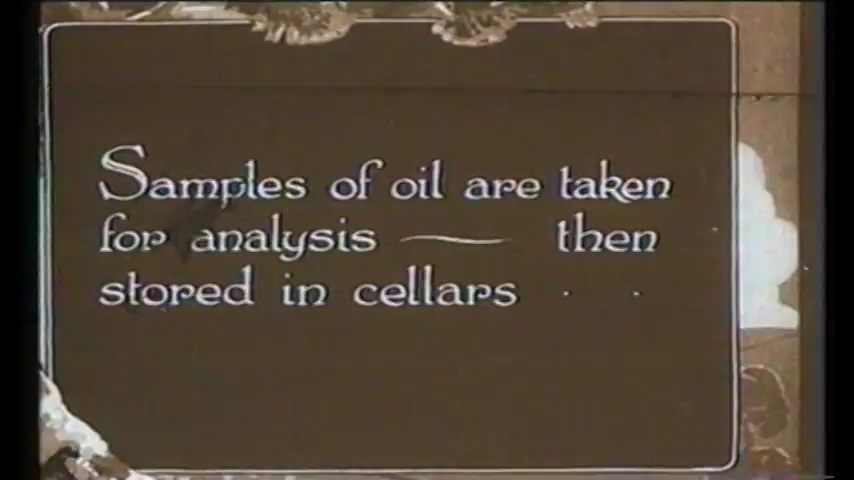 Samples of oil are taken
for analysis — then
stored in cellars . .